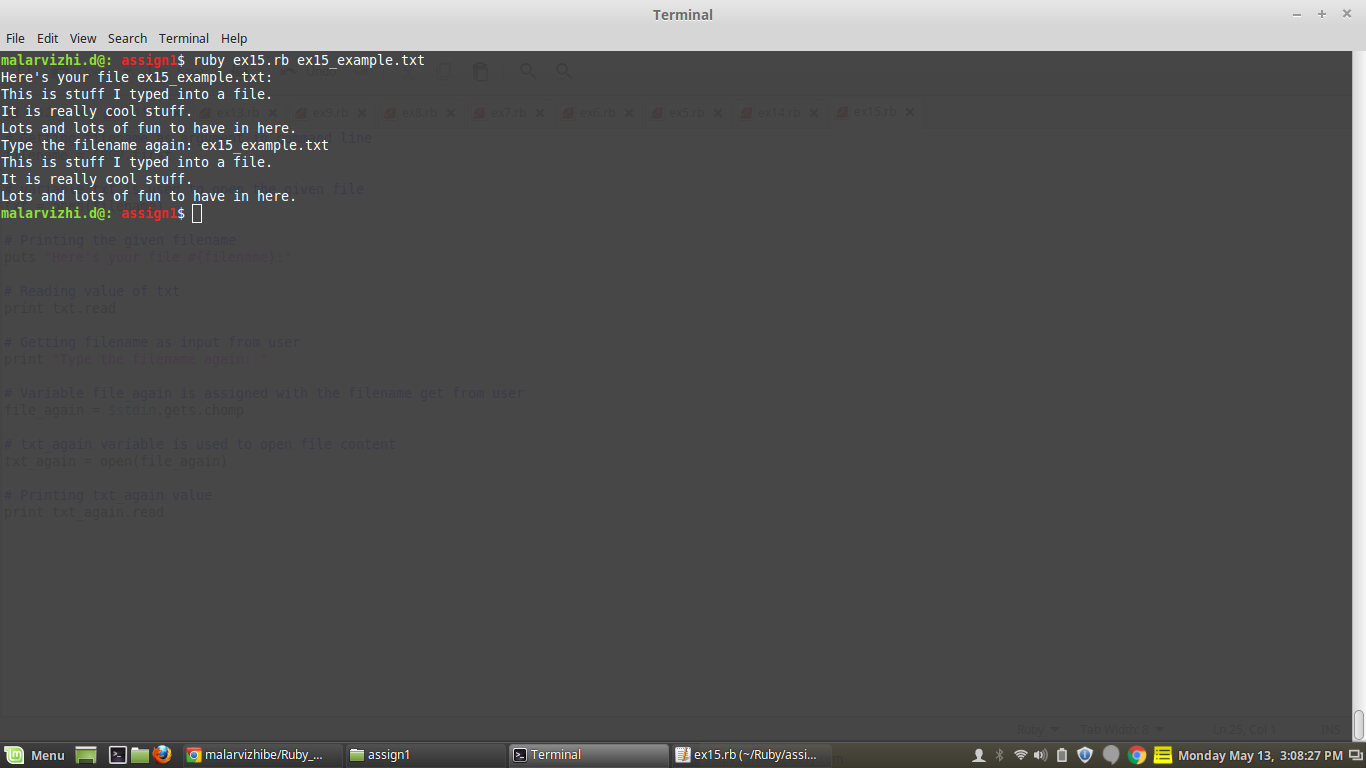 Terminal
File Edit View Search Terminal Help
malarvizhi.d@: assign1$ ruby ex15.rb ex15_example.txt
Here's your file ex15_example.txt:
This is stuff I typed into a file.
It is really cool stuff.
Lots and lots of fun to have in here.
Type the filename again: ex15_example.txt
This is stuff I typed into a file.
It is really cool stuff.
Lots and lots of fun to have in here.
malarvizhi.d@: assign1$
ex9.rb ex8.rb ex7.rb ex6.rb ex5.rb ex14.rb ex15.rb
command line
open the given file
# Printing the given filename
puts "Here's your file #{filename}:"
# Reading value of txt
print txt.read
# Getting filename as input from user
print "Type the filename again: "
# Variable file_again is assigned with the filename get from user
file_again = $stdin.gets.chomp
# txt_again variable is used to open file content
txt_again = open(file_again)
# Printing txt_again value
print txt_again.read
Ruby Tab Width: 8 Ln 25, Col 1 INS
Menu malarvizhibe/Ruby_... assign1 Terminal ex15.rb (~/Ruby/assi... Monday May 13, 3:08:27 PM